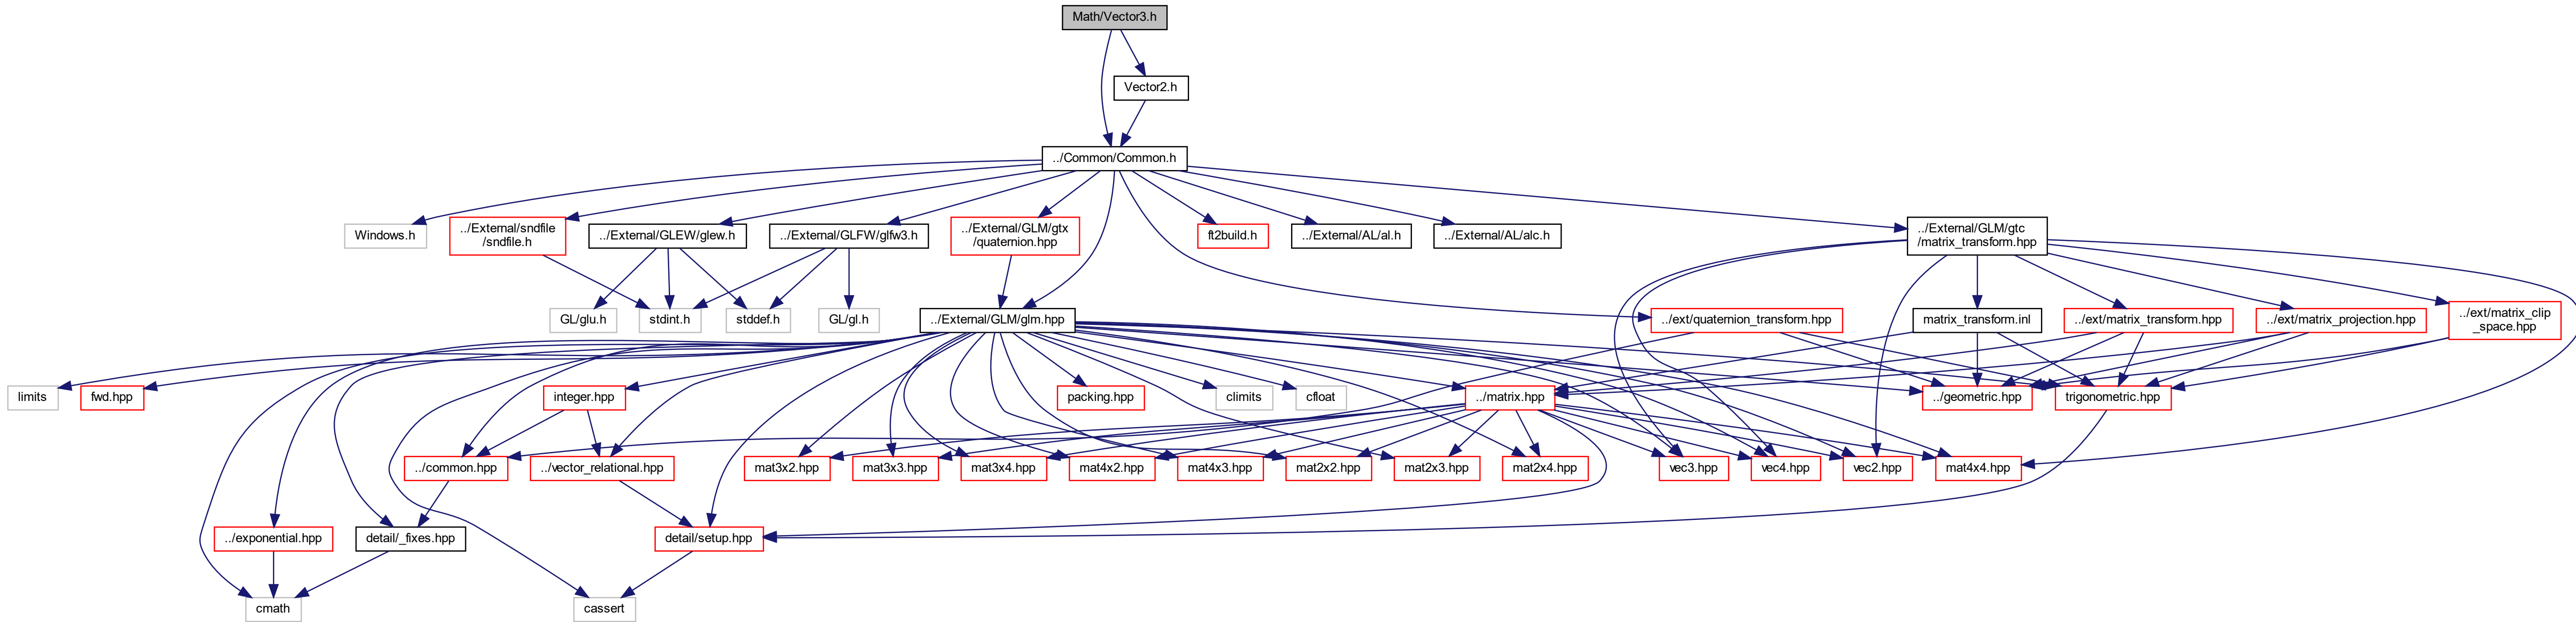 Math/Vector3.h
Vector2.h
../Common/Common.h
Windows.h
../External/sndfile
/sndfile.h
../External/GLEW/glew.h
../External/GLFW/glfw3.h
../External/GLM/gtx
/quaternion.hpp
ft2build.h
../External/AL/al.h
../External/AL/alc.h
../External/GLM/gtc
/matrix_transform.hpp
GL/glu.h
stdint.h
stddef.h
GL/gl.h
../External/GLM/glm.hpp
../ext/quaternion_transform.hpp
matrix_transform.inl
../ext/matrix_transform.hpp
../ext/matrix_projection.hpp
../ext/matrix_clip
_space.hpp
limits
fwd.hpp
integer.hpp
packing.hpp
climits
cfloat
../matrix.hpp
../geometric.hpp
trigonometric.hpp
../common.hpp
../vector_relational.hpp
mat3x2.hpp
mat3x3.hpp
mat3x4.hpp
mat4x2.hpp
mat4x3.hpp
mat2x2.hpp
mat2x3.hpp
mat2x4.hpp
vec3.hpp
vec4.hpp
vec2.hpp
mat4x4.hpp
../exponential.hpp
detail/_fixes.hpp
detail/setup.hpp
cmath
cassert